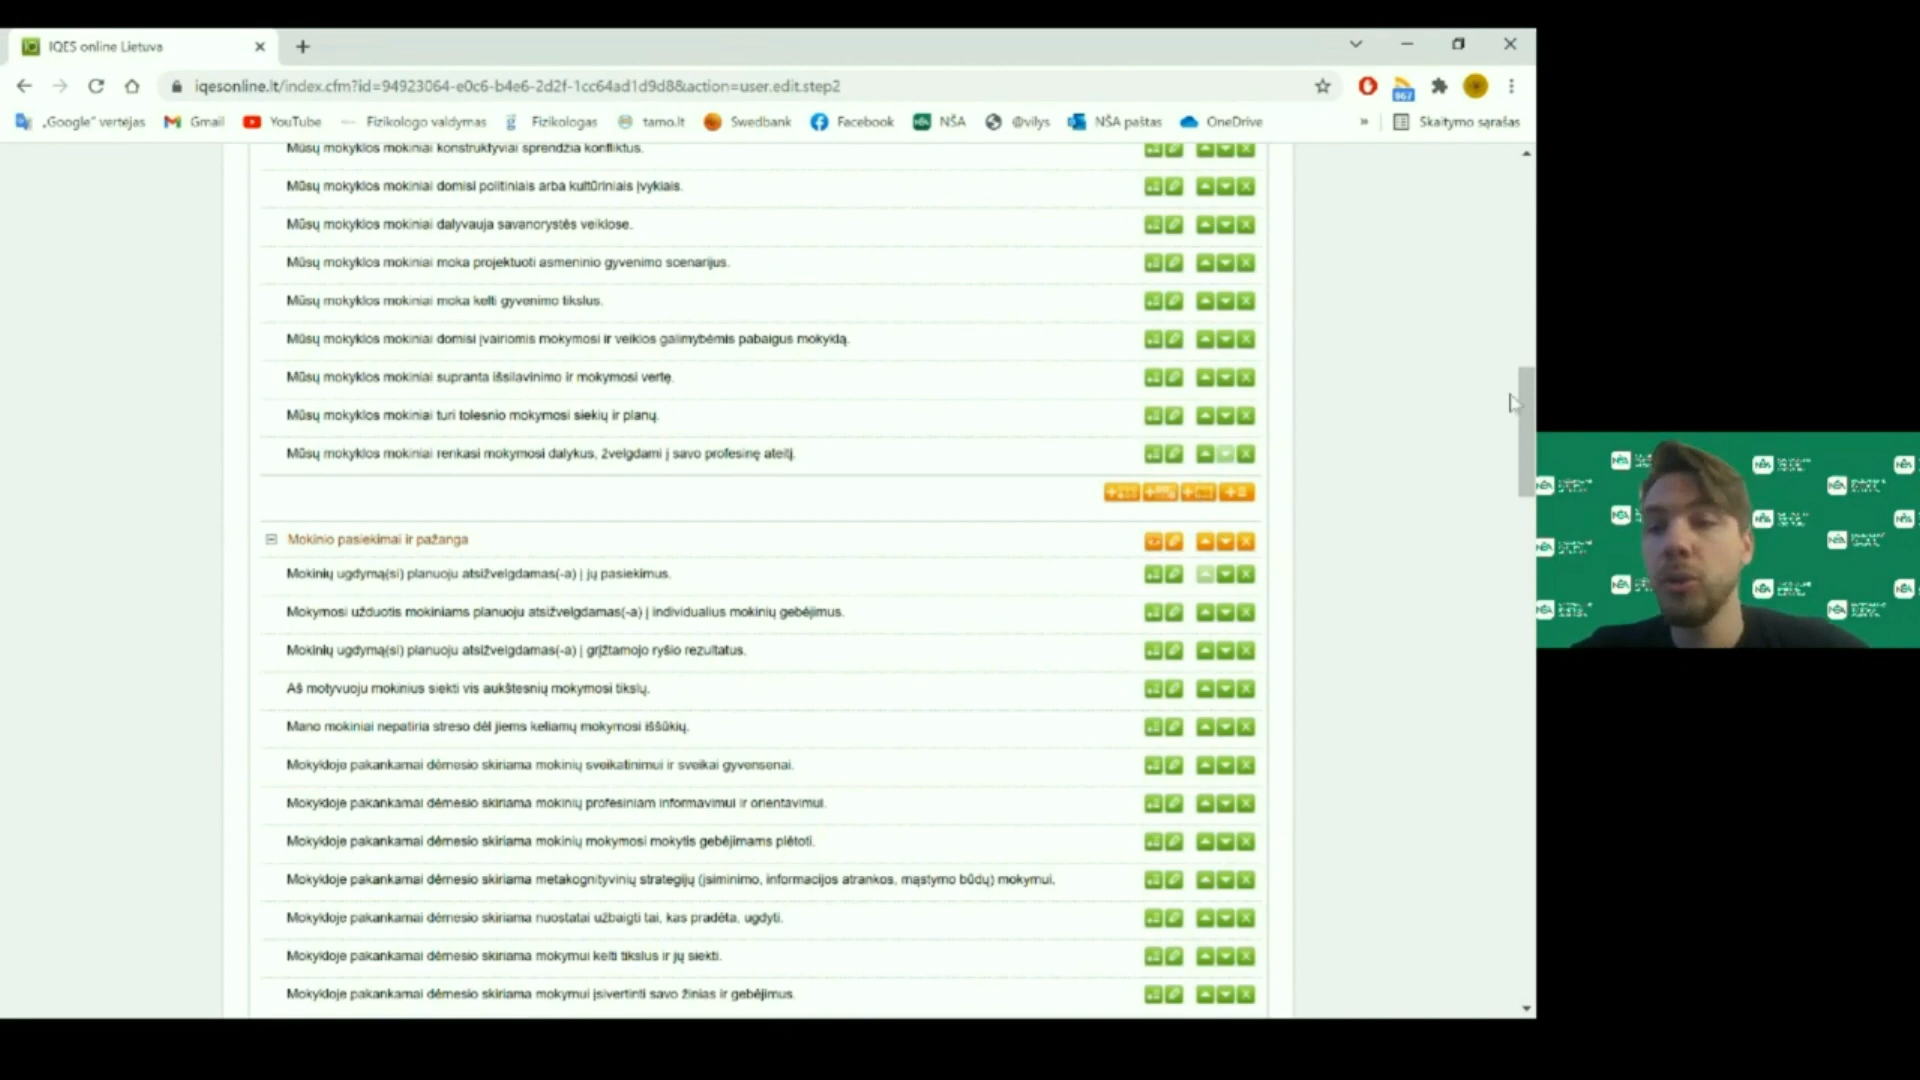 IQES online Lietuva
iqesonline.lt/index.cfm?id=94923064-e0c6-b4e6-2d2f-1cc64ad1d9d8&action=user.edit.step2
967
„Google“ vertėjas Gmail YouTube Fizikologo valdymas Fizikologas tamo.lt Swedbank Facebook NŠA @vilys NŠA paštas OneDrive » Skaitymo sąrašas
Mūsų mokyklos mokiniai konstruktyviai sprendžia konfliktus.
Mūsų mokyklos mokiniai domisi politiniais arba kultūriniais įvykiais.
Mūsų mokyklos mokiniai dalyvauja savanorystės veiklose.
Mūsų mokyklos mokiniai moka projektuoti asmeninio gyvenimo scenarijus.
Mūsų mokyklos mokiniai moka kelti gyvenimo tikslus.
Mūsų mokyklos mokiniai domisi įvairiomis mokymosi ir veiklos galimybėmis pabaigus mokyklą.
Mūsų mokyklos mokiniai supranta išsilavinimo ir mokymosi vertę.
Mūsų mokyklos mokiniai turi tolesnio mokymosi siekių ir planų.
Mūsų mokyklos mokiniai renkasi mokymosi dalykus, žvelgdami į savo profesinę ateitį.
Mokinio pasiekimai ir pažanga
Mokinių ugdymą(si) planuoju atsižvelgdamas(-a) į jų pasiekimus.
Mokymosi užduotis mokiniams planuoju atsižvelgdamas(-a) į individualius mokinių gebėjimus.
Mokinių ugdymą(si) planuoju atsižvelgdamas(-a) į grįžtamojo ryšio rezultatus.
Aš motyvuoju mokinius siekti vis aukštesnių mokymosi tikslų.
Mano mokiniai nepatiria streso dėl jiems keliamų mokymosi iššūkių.
Mokykloje pakankamai dėmesio skiriama mokinių sveikatinimui ir sveikai gyvensenai.
Mokykloje pakankamai dėmesio skiriama mokinių profesiniam informavimui ir orientavimui.
Mokykloje pakankamai dėmesio skiriama mokinių mokymosi mokytis gebėjimams plėtoti.
Mokykloje pakankamai dėmesio skiriama metakognityvinių strategijų (įsiminimo, informacijos atrankos, mąstymo būdų) mokymui.
Mokykloje pakankamai dėmesio skiriama nuostatai užbaigti tai, kas pradėta, ugdyti.
Mokykloje pakankamai dėmesio skiriama mokymui kelti tikslus ir jų siekti.
Mokykloje pakankamai dėmesio skiriama mokymui įsivertinti savo žinias ir gebėjimus.
NŠA